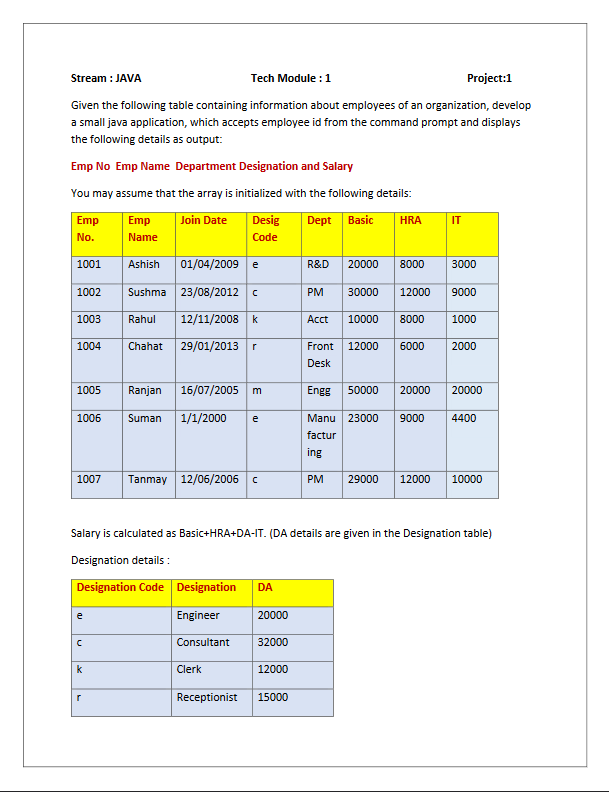 Stream : JAVA Tech Module : 1 Project:1
Given the following table containing information about employees of an organization, develop
a small java application, which accepts employee id from the command prompt and displays
the following details as output:
Emp No Emp Name Department Designation and Salary
You may assume that the array is initialized with the following details:
Emp No. Emp Name Join Date Desig Code Dept Basic HRA IT
1001 Ashish 01/04/2009 e R&D 20000 8000 3000
1002 Sushma 23/08/2012 c PM 30000 12000 9000
1003 Rahul 12/11/2008 k Acct 10000 8000 1000
1004 Chahat 29/01/2013 r Front Desk 12000 6000 2000
1005 Ranjan 16/07/2005 m Engg 50000 20000 20000
1006 Suman 1/1/2000 e Manu factur ing 23000 9000 4400
1007 Tanmay 12/06/2006 c PM 29000 12000 10000
Salary is calculated as Basic+HRA+DA-IT. (DA details are given in the Designation table)
Designation details :
Designation Code Designation DA
e Engineer 20000
c Consultant 32000
k Clerk 12000
r Receptionist 15000